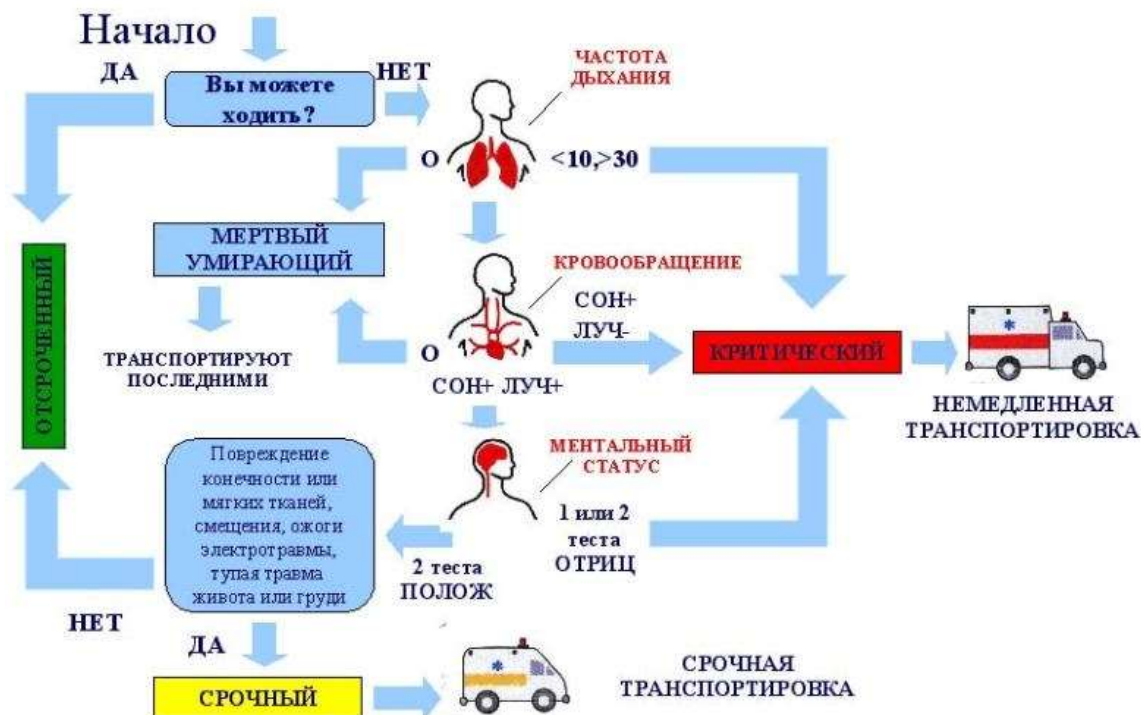 Начало
ДА
НЕТ
Вы можете
ходить?
ЧАСТОТА
ДЫХАНИЯ
О
<10,>30
МЕРТВЫЙ
УМИРАЮЩИЙ
КРОВООБРАЩЕНИЕ
СОН+
ЛУЧ-
ОТСРОЧЕННЫЙ
ТРАНСПОРТИРУЮТ
ПОСЛЕДНИМИ
О
СОН+ ЛУЧ+
КРИТИЧЕСКИЙ
НЕМЕДЛЕННАЯ
ТРАНСПОРТИРОВКА
Повреждение
конечности или
мягких тканей,
смещения, ожоги
электротравмы,
тупая травма
живота или груди
МЕНТАЛЬНЫЙ
СТАТУС
1 или 2
теста
ОТРИЦ
2 теста
ПОЛОЖ
НЕТ
ДА
СРОЧНЫЙ
СРОЧНАЯ
ТРАНСПОРТИРОВКА